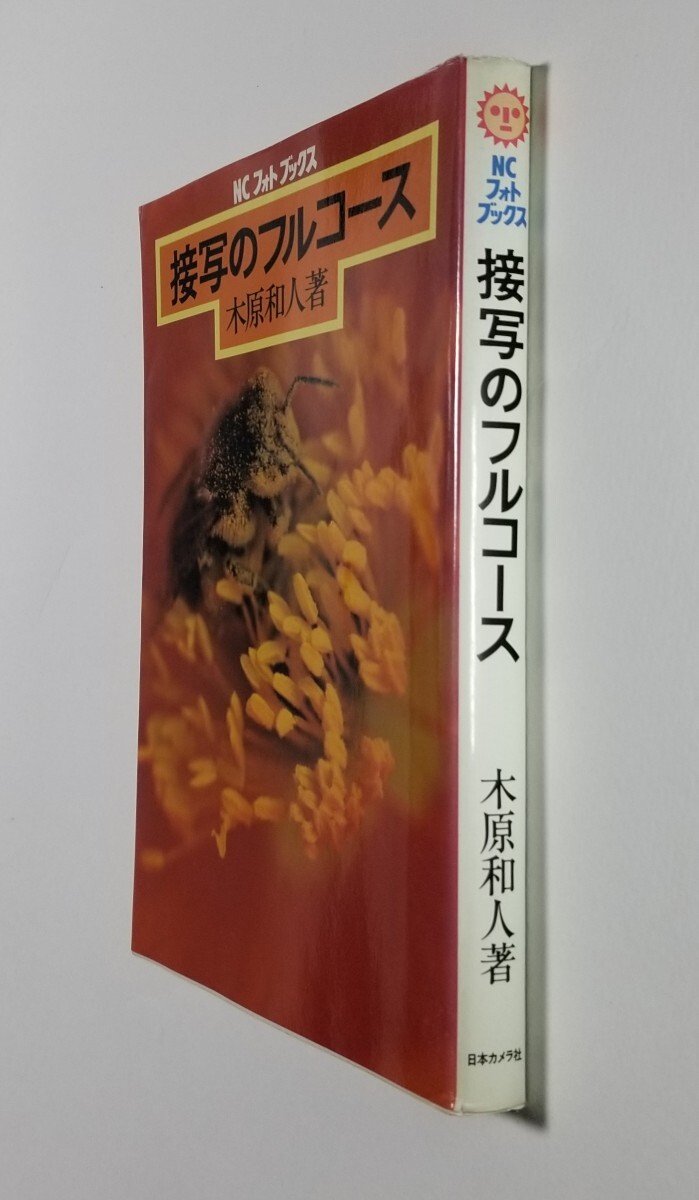 NC フォト ブックス
接写のフルコース
木原和人著
NC
フォト
ブックス
接写のフルコース
木原和人著
日本カメラ社